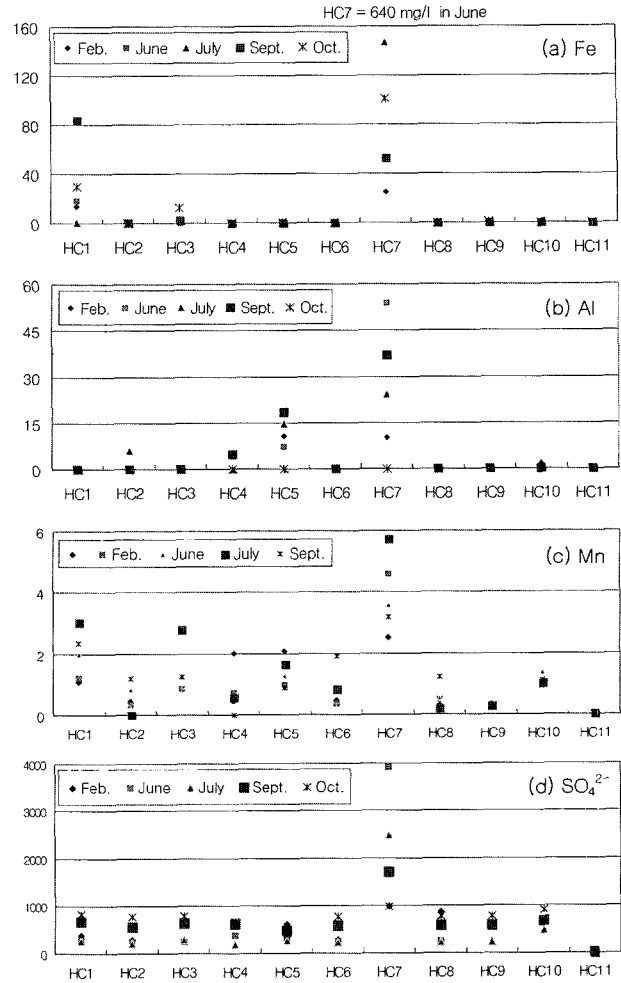 HC7 = 640 mg/l in June
160
Feb. June July Sept. Oct.
(a) Fe
120
80
40
0
HC1 HC2 HC3 HC4 HC5 HC6 HC7 HC8 HC9 HC10 HC11
60
Feb. June July Sept. Oct.
(b) Al
45
30
15
0
HC1 HC2 HC3 HC4 HC5 HC6 HC7 HC8 HC9 HC10 HC11
6
Feb. June July Sept.
(c) Mn
4
2
0
HC1 HC2 HC3 HC4 HC5 HC6 HC7 HC8 HC9 HC10 HC11
4000
Feb. June July Sept. Oct.
(d) SO₄²⁻
3000
2000
1000
0
HC1 HC2 HC3 HC4 HC5 HC6 HC7 HC8 HC9 HC10 HC11